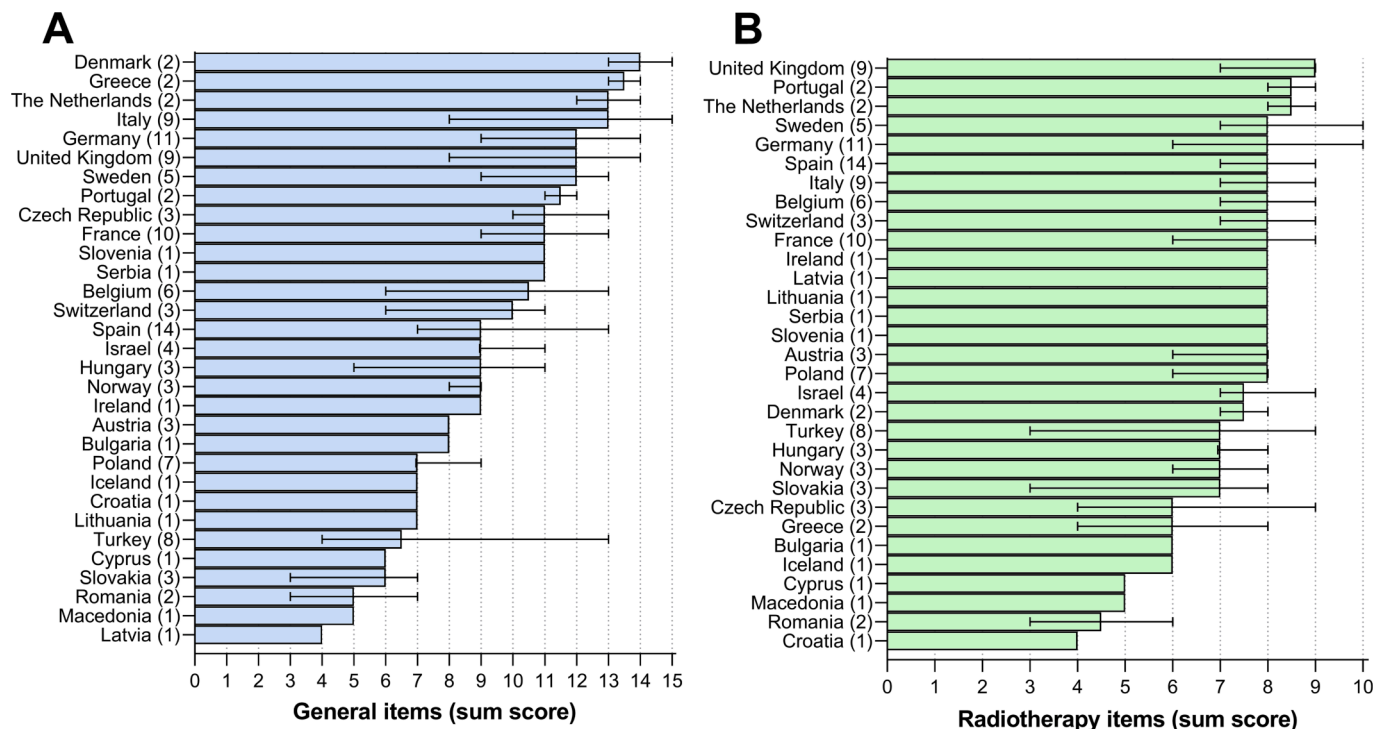 A
Denmark (2)
Greece (2)
The Netherlands (2)
Italy (9)
Germany (11)
United Kingdom (9)
Sweden (5)
Portugal (2)
Czech Republic (3)
France (10)
Slovenia (1)
Serbia (1)
Belgium (6)
Switzerland (3)
Spain (14)
Israel (4)
Hungary (3)
Norway (3)
Ireland (1)
Austria (3)
Bulgaria (1)
Poland (7)
Iceland (1)
Croatia (1)
Lithuania (1)
Turkey (8)
Cyprus (1)
Slovakia (3)
Romania (2)
Macedonia (1)
Latvia (1)
0 1 2 3 4 5 6 7 8 9 10 11 12 13 14 15
General items (sum score)
B
United Kingdom (9)
Portugal (2)
The Netherlands (2)
Sweden (5)
Germany (11)
Spain (14)
Italy (9)
Belgium (6)
Switzerland (3)
France (10)
Ireland (1)
Latvia (1)
Lithuania (1)
Serbia (1)
Slovenia (1)
Austria (3)
Poland (7)
Israel (4)
Denmark (2)
Turkey (8)
Hungary (3)
Norway (3)
Slovakia (3)
Czech Republic (3)
Greece (2)
Bulgaria (1)
Iceland (1)
Cyprus (1)
Macedonia (1)
Romania (2)
Croatia (1)
0 1 2 3 4 5 6 7 8 9 10
Radiotherapy items (sum score)